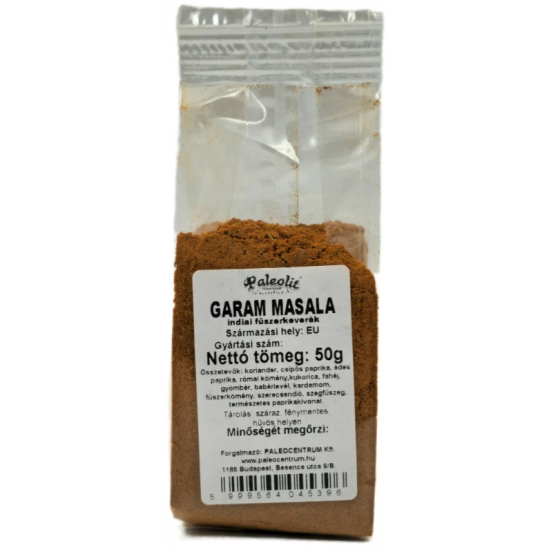 Paleolit
GARAM MASALA
indiai fűszerkeverék
Származási hely: EU
Gyártási szám:
Nettó tömeg: 50g
Összetevők: koriander, csípős paprika, édes
paprika, római kömény,kukorica, fahéj,
gyömbér, babérlevél, kardamom,
fűszerkömény, szerecsendió, szegfűszeg,
természetes paprikakivonat.
Tárolás: száraz, fénymentes,
hűvös helyen
Minőségét megőrzi:
Forgalmazó: PALEOCENTRUM Kft
www.paleocentrum.hu
1186 Budapest, Besence utca 9/B.
5 999564 045396